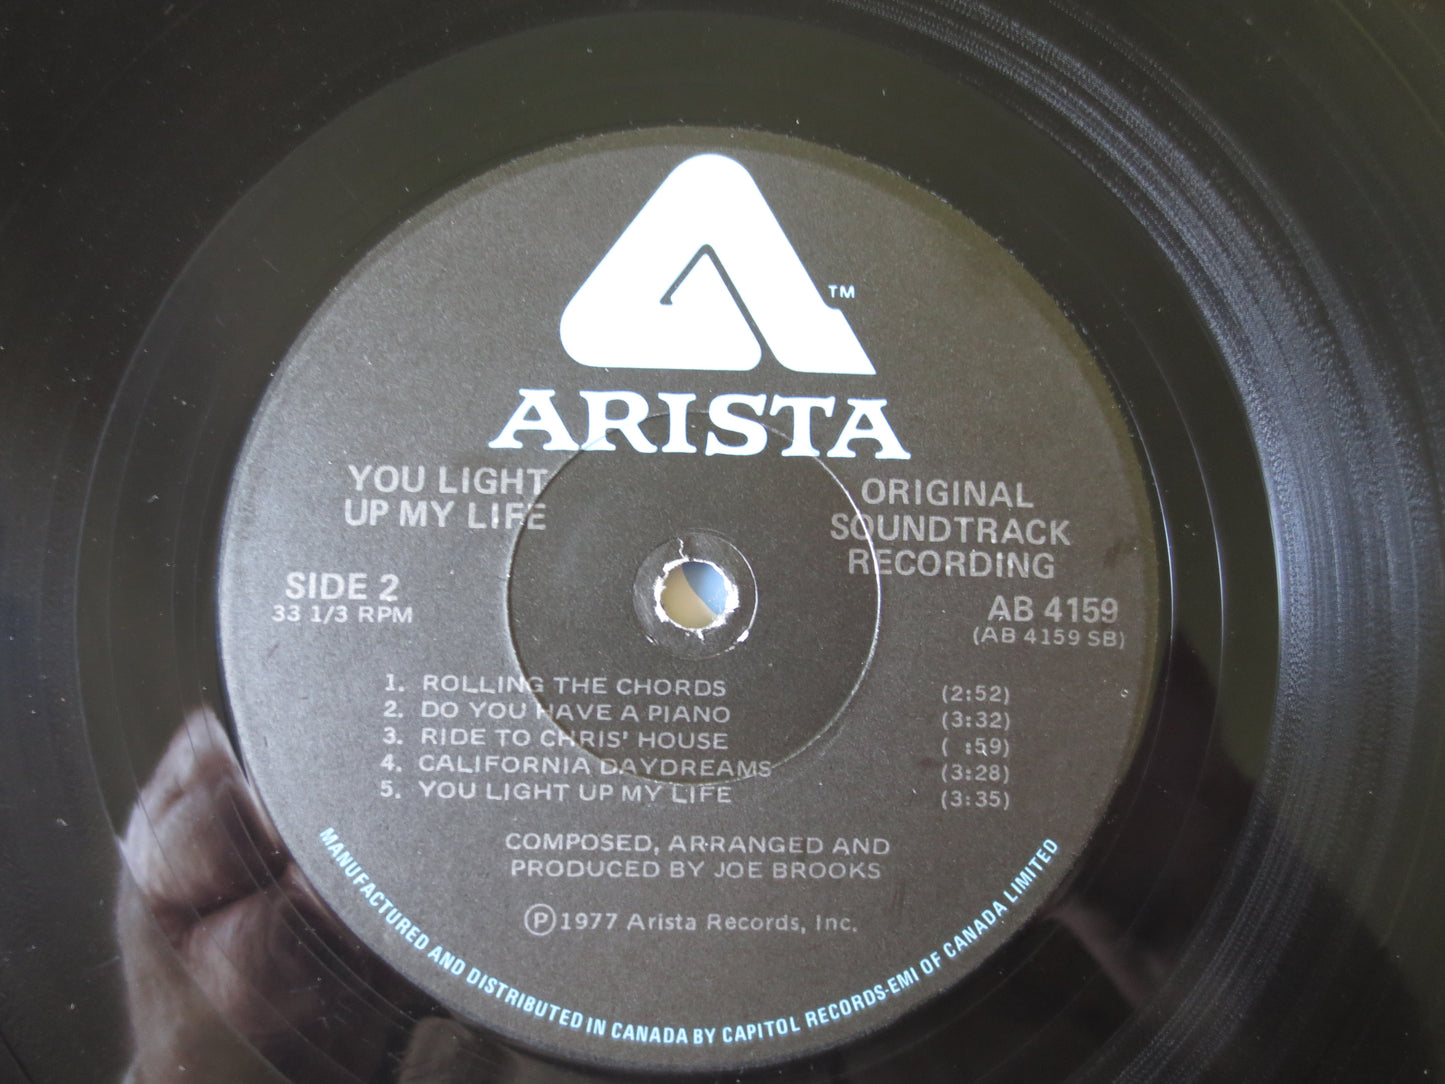 TM
ARISTA
YOU LIGHT
UP MY LIFE
ORIGINAL
SOUNDTRACK
RECORDING
SIDE 2
33 1/3 RPM
AB 4159
(AB 4159 SB)
1. ROLLING THE CHORDS (2:52)
2. DO YOU HAVE A PIANO (3:32)
3. RIDE TO CHRIS' HOUSE ( :59)
4. CALIFORNIA DAYDREAMS (3:28)
5. YOU LIGHT UP MY LIFE (3:35)
COMPOSED, ARRANGED AND
PRODUCED BY JOE BROOKS
Ⓟ1977 Arista Records, Inc.
MANUFACTURED AND DISTRIBUTED IN CANADA BY CAPITOL RECORDS-EMI OF CANADA LIMITED